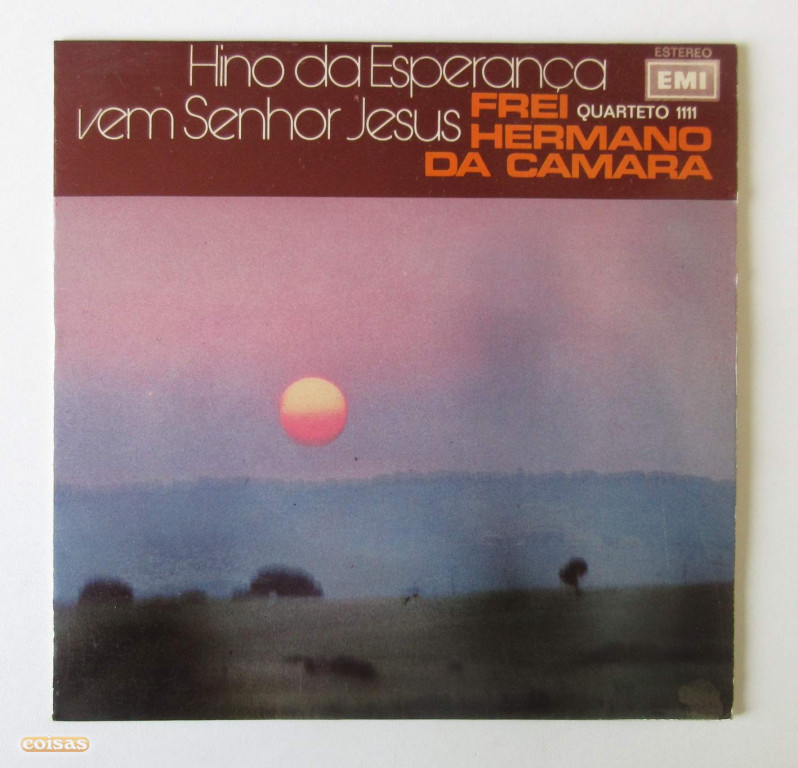 Hino da Esperança
vem Senhor Jesus
ESTEREO
EMI
FREI QUARTETO 1111
HERMANO
DA CAMARA
coisas